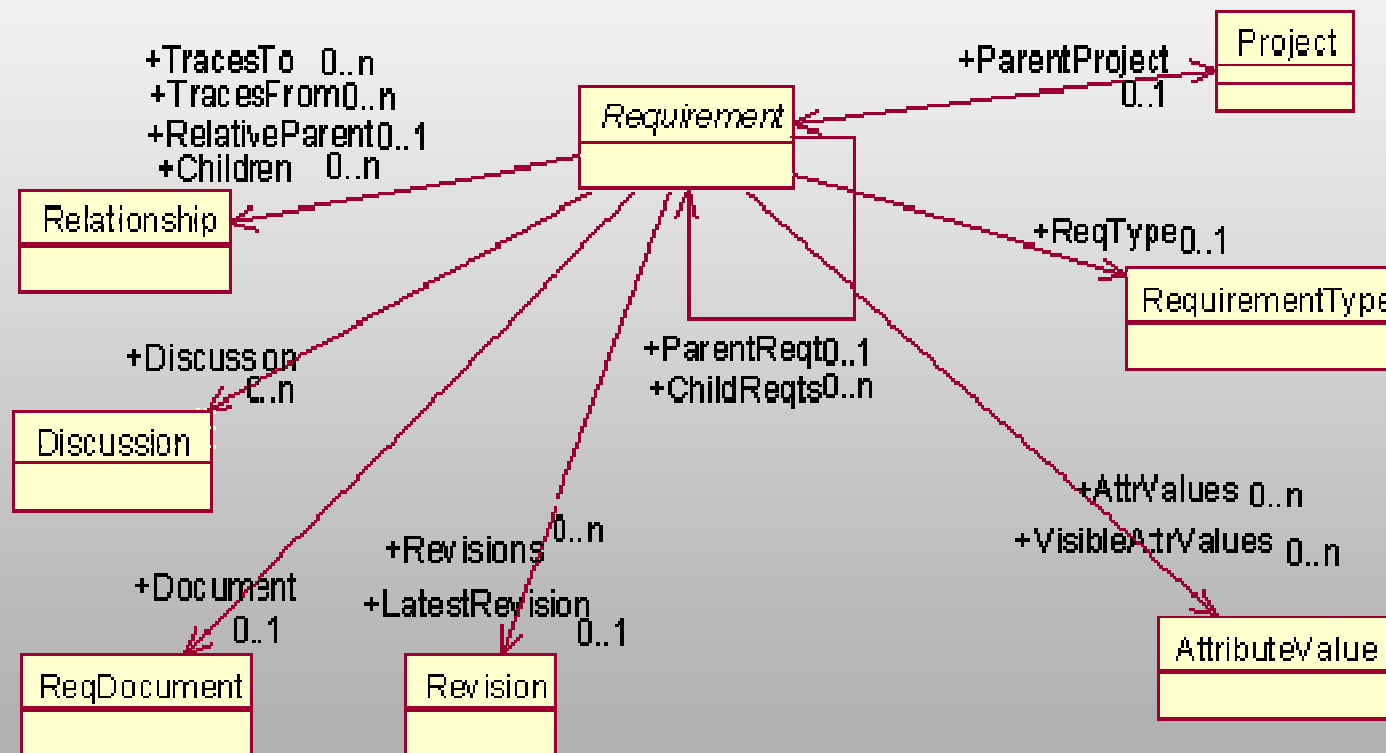 Project
+ParentProject
0..1
+TracesTo 0..n
+TracesFrom 0..n
+RelativeParent 0..1
+Children 0..n
Requirement
Relationship
+ReqType 0..1
RequirementType
+ParentReqt 0..1
+ChildReqts 0..n
+Discusson
0..n
Discussion
+AttrValues 0..n
+VisibleAttrValues 0..n
+Revisions 0..n
+LatestRevision
0..1
+Document
0..1
AttributeValue
ReqDocument
Revision